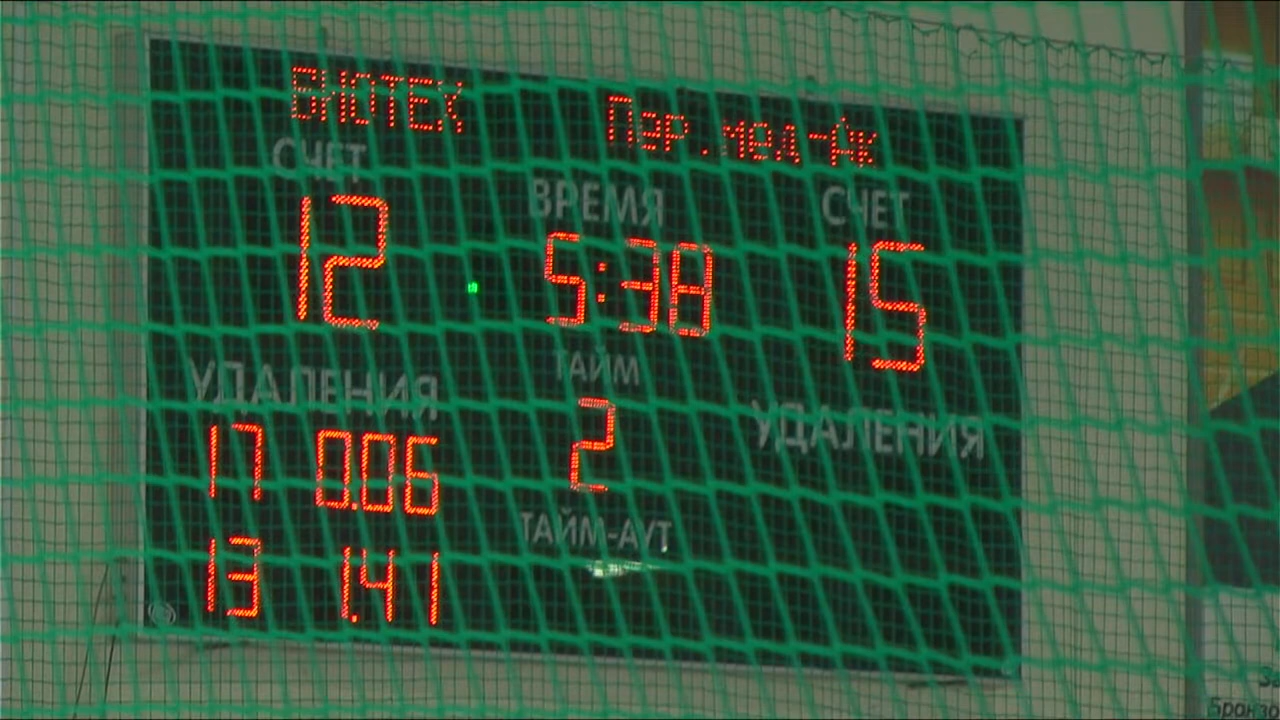 БИОТЕХ
Пэр.мед-Ак
СЧЕТ
ВРЕМЯ
СЧЕТ
12
5:38
15
УДАЛЕНИЯ
ТАЙМ
УДАЛЕНИЯ
17 0.06
2
13 1.41
ТАЙМ-АУТ